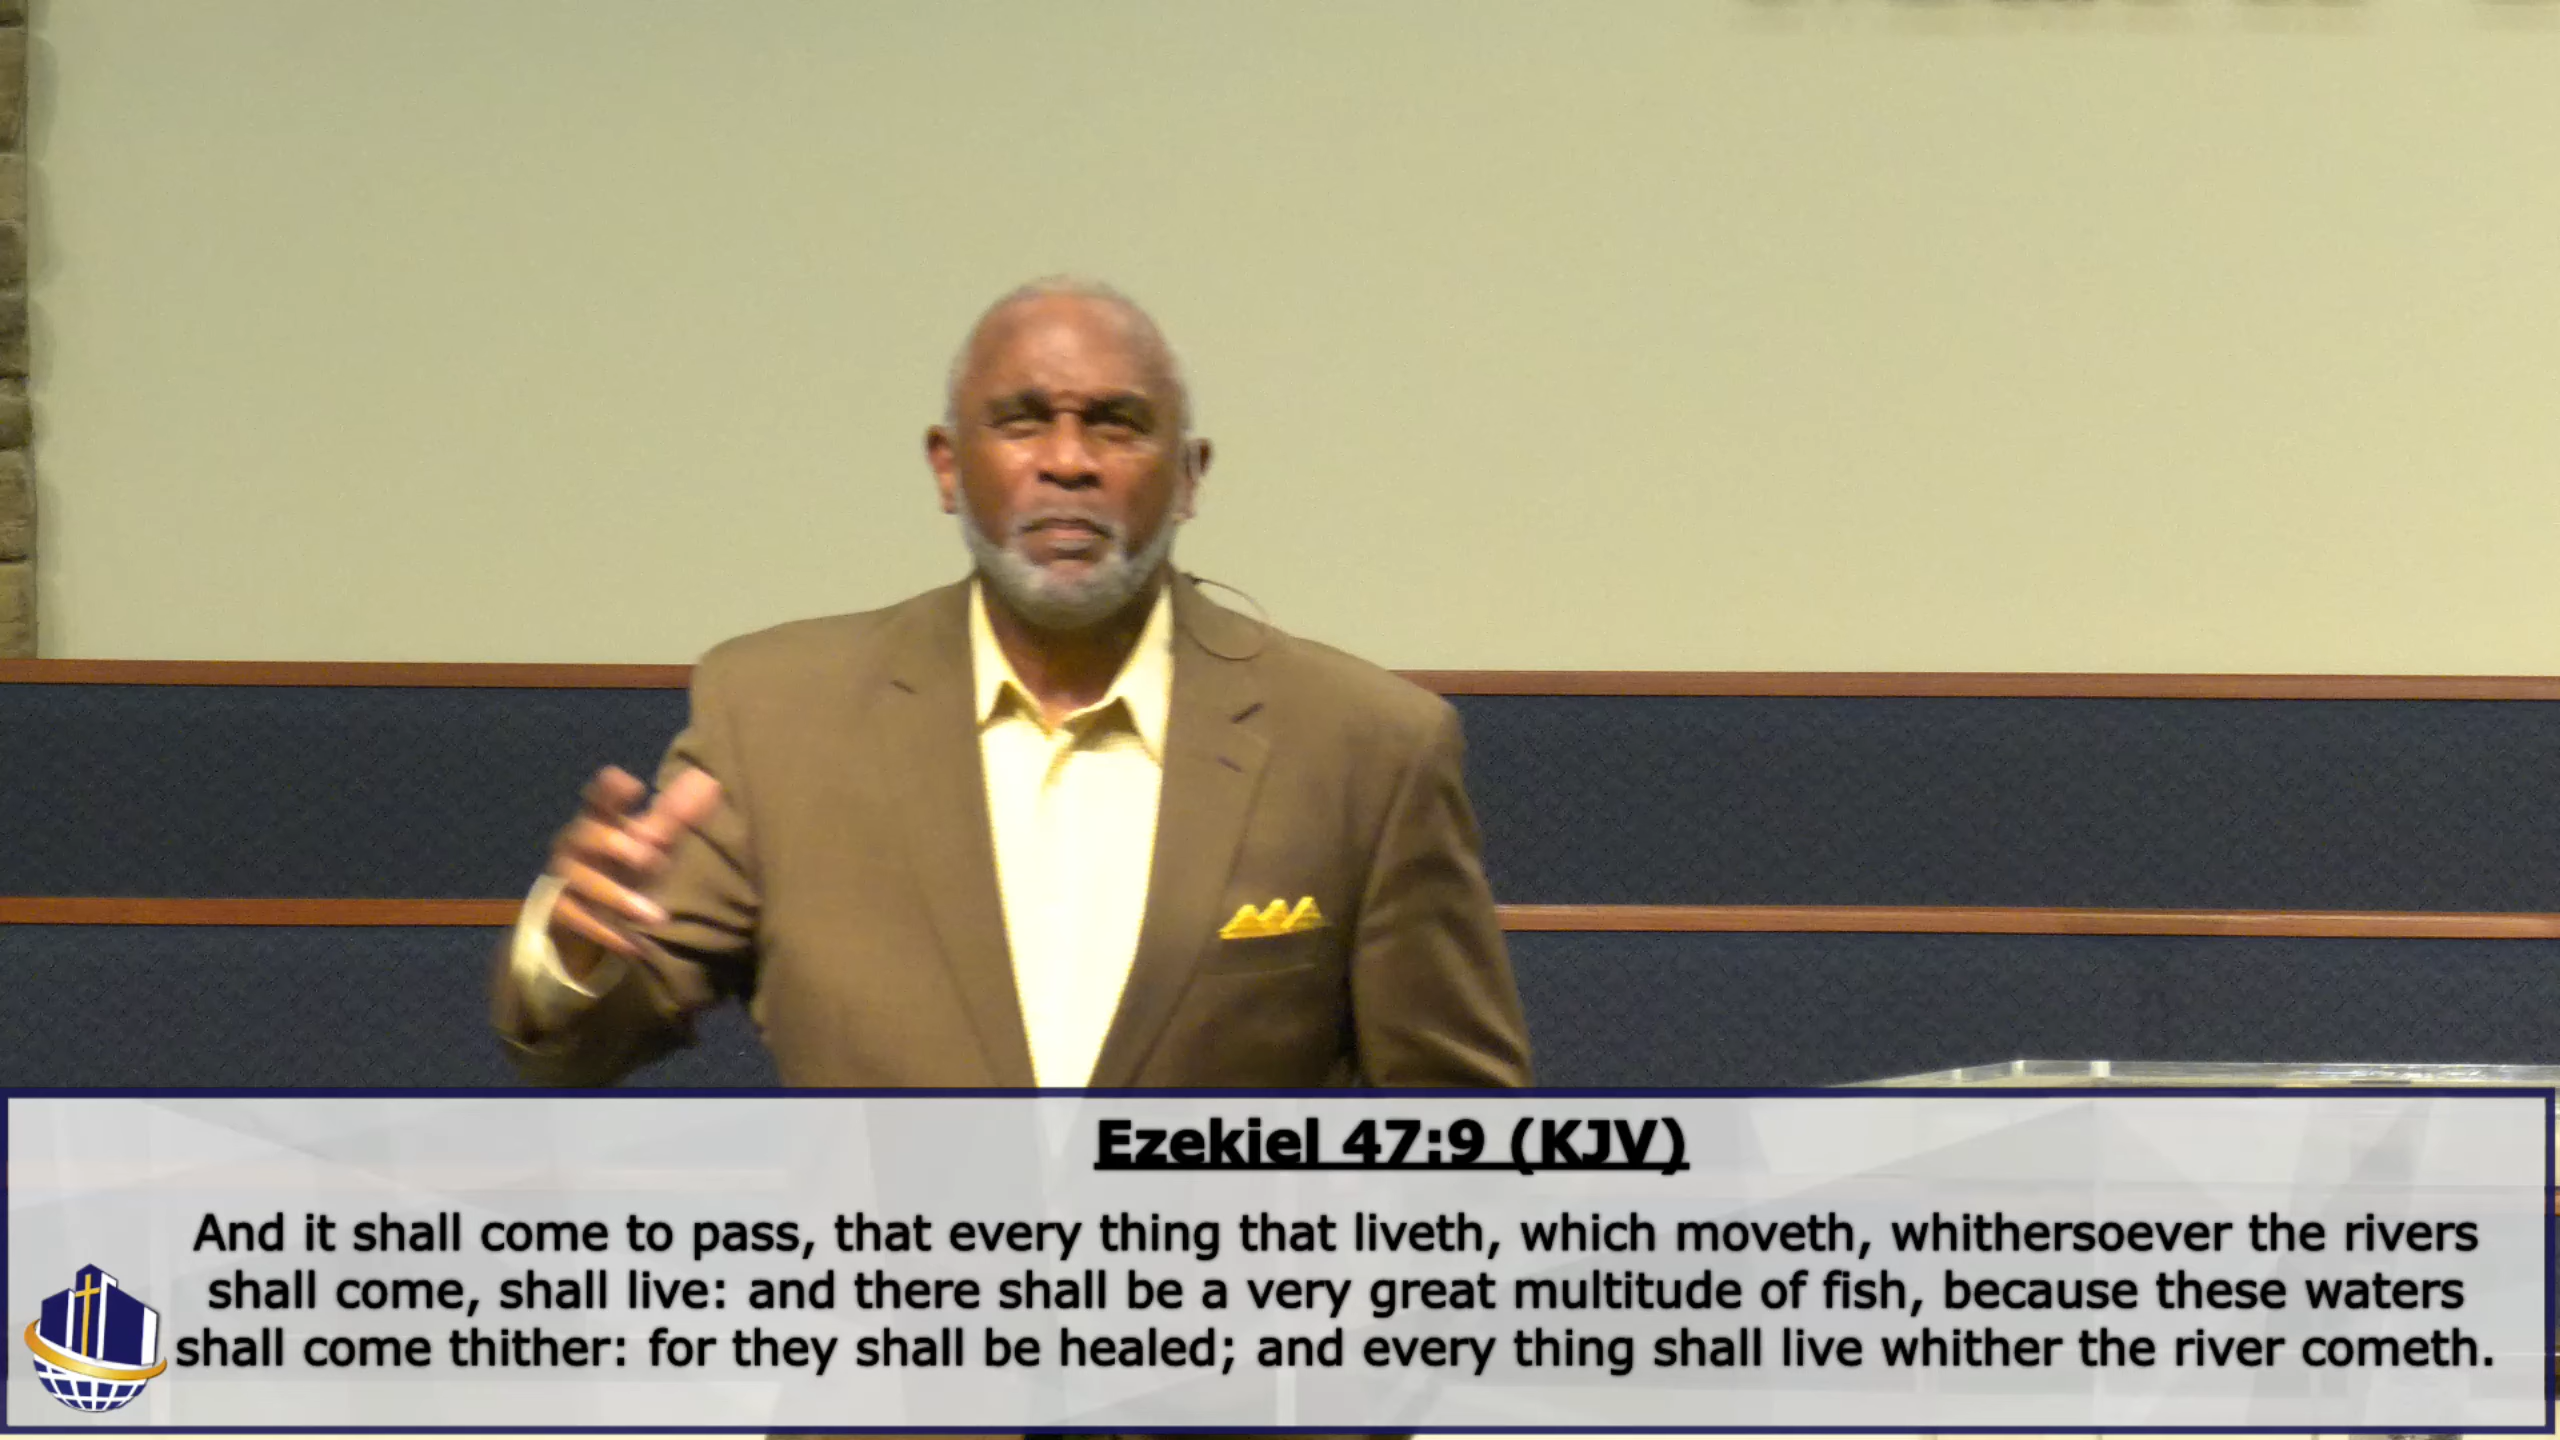 Ezekiel 47:9 (KJV)
And it shall come to pass, that every thing that liveth, which moveth, whithersoever the rivers
shall come, shall live: and there shall be a very great multitude of fish, because these waters
shall come thither: for they shall be healed; and every thing shall live whither the river cometh.